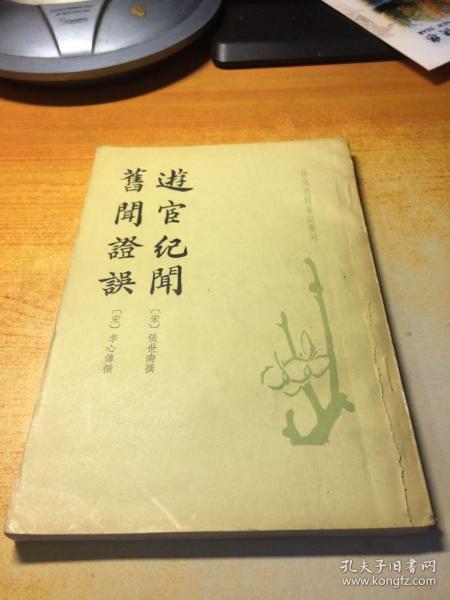 唐宋史料筆記叢刊
遊宦紀聞
〔宋〕張世南撰
舊聞證誤
〔宋〕李心傳撰
孔夫子旧书网
www.kongfz.com